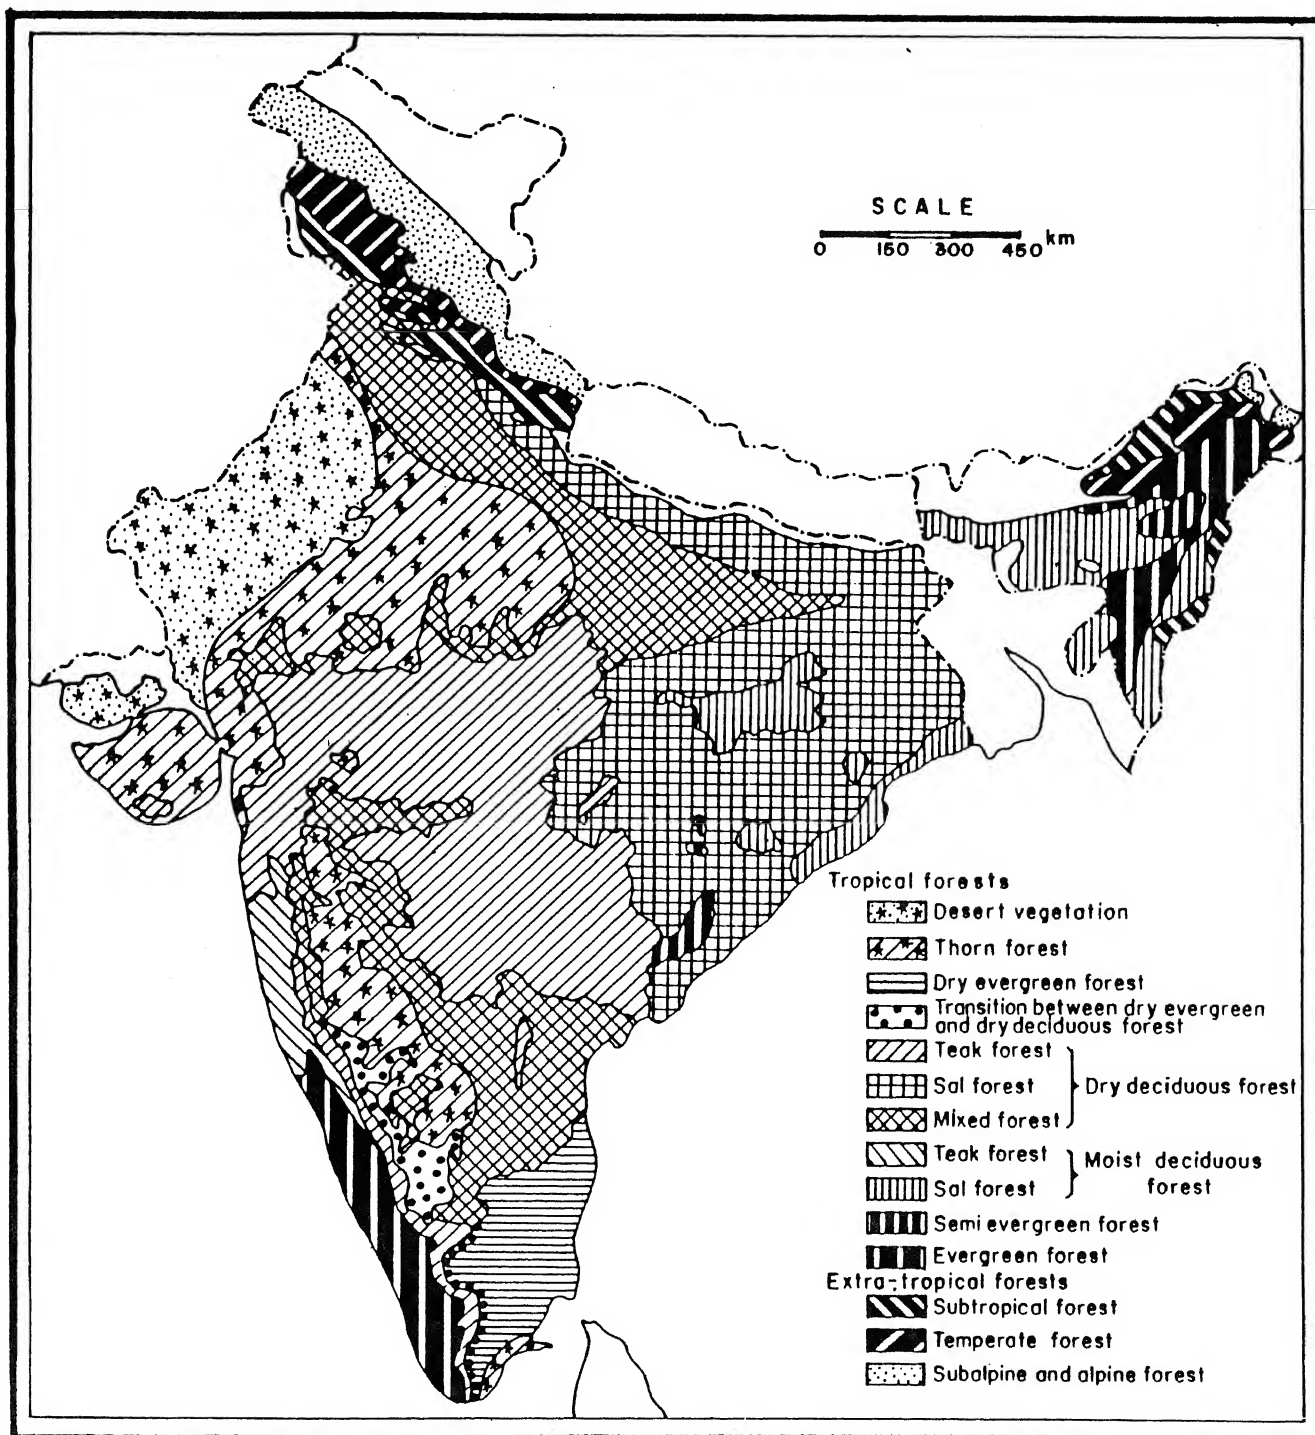 SCALE
0 150 300 450 km
Tropical forests
Desert vegetation
Thorn forest
Dry evergreen forest
Transition between dry evergreen
and dry deciduous forest
Teak forest
Sal forest
Mixed forest
Dry deciduous forest
Teak forest
Sal forest
Moist deciduous
forest
Semi evergreen forest
Evergreen forest
Extra-tropical forests
Subtropical forest
Temperate forest
Subalpine and alpine forest